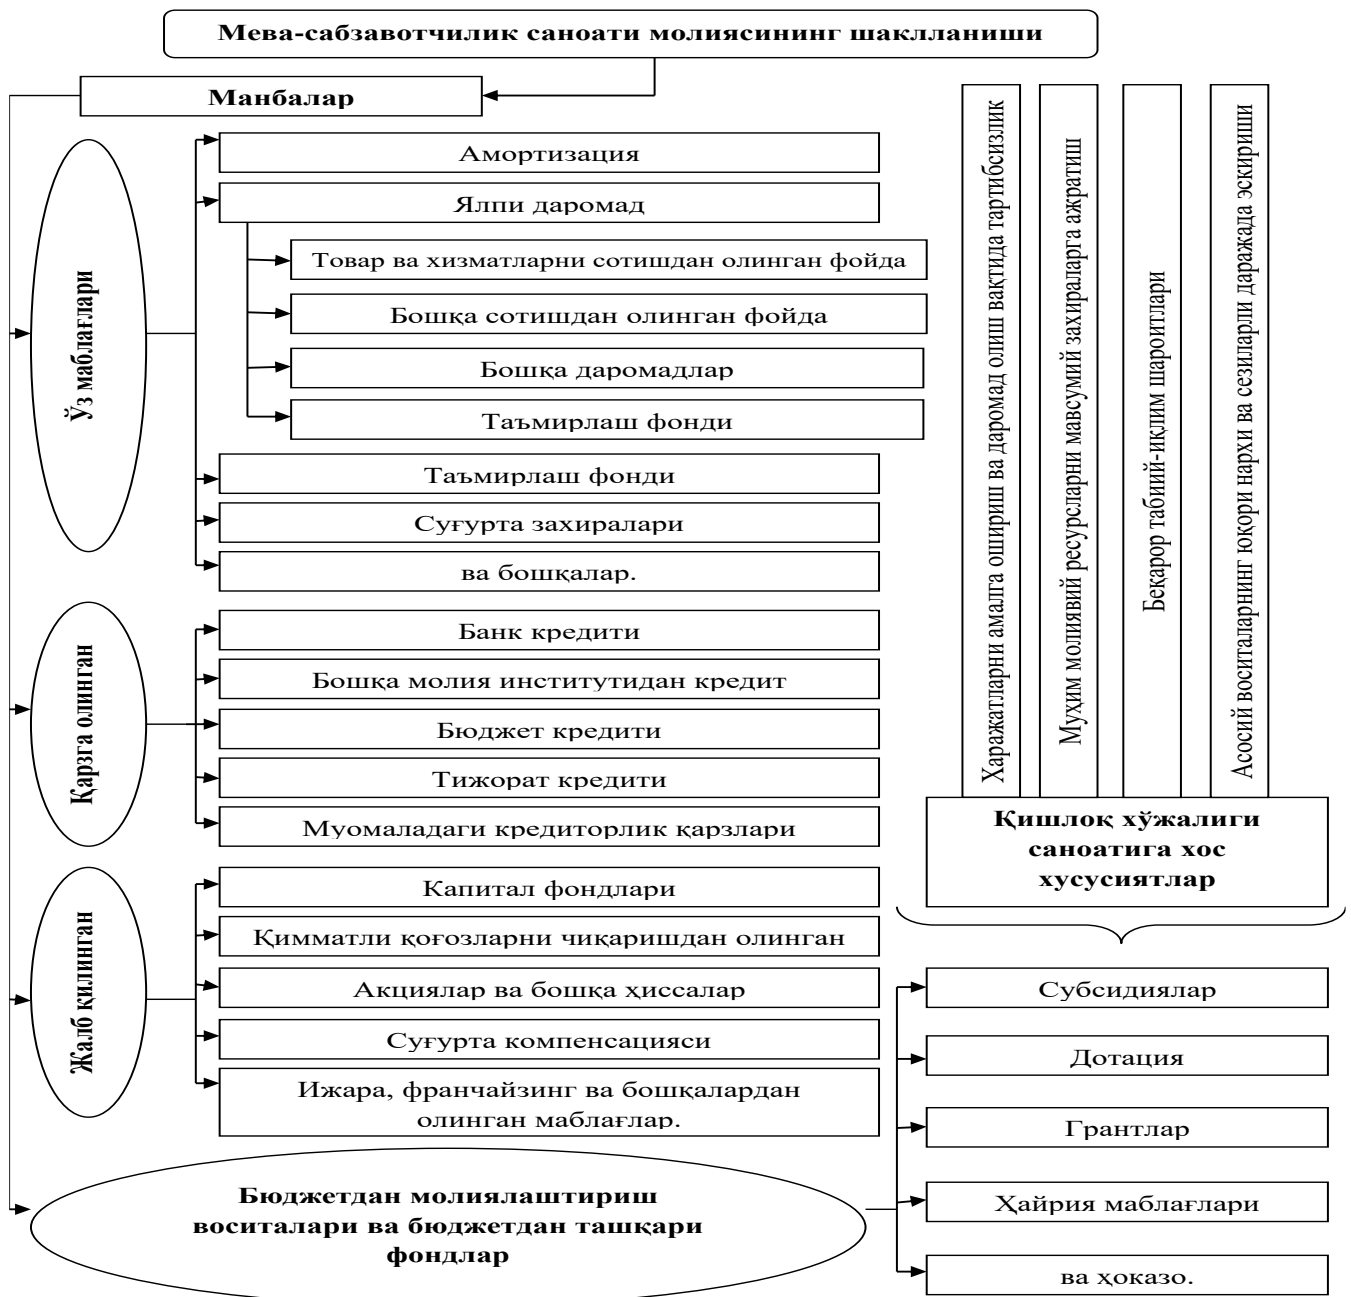 Мева-сабзавотчилик саноати молиясининг шаклланиши
Манбалар
Ўз маблағлари
Амортизация
Ялпи даромад
Товар ва хизматларни сотишдан олинган фойда
Бошқа сотишдан олинган фойда
Бошқа даромадлар
Таъмирлаш фонди
Таъмирлаш фонди
Суғурта захиралари
ва бошқалар.
Қарзга олинган
Банк кредити
Бошқа молия институтидан кредит
Бюджет кредити
Тижорат кредити
Муомаладаги кредиторлик қарзлари
Жалб қилинган
Капитал фондлари
Қимматли қоғозларни чиқаришдан олинган
Акциялар ва бошқа ҳиссалар
Суғурта компенсацияси
Ижара, франчайзинг ва бошқалардан
олинган маблағлар.
Бюджетдан молиялаштириш
воситалари ва бюджетдан ташқари
фондлар
Харажатларни амалга ошириш ва даромад олиш вақтида тартибсизлик
Муҳим молиявий ресурсларни мавсумий захираларга ажратиш
Беқарор табиий-иқлим шароитлари
Асосий воситаларнинг юқори нархи ва сезиларли даражада эскириши
Қишлоқ хўжалиги
саноатига хос
хусусиятлар
Субсидиялар
Дотация
Грантлар
Ҳайрия маблағлари
ва ҳоказо.